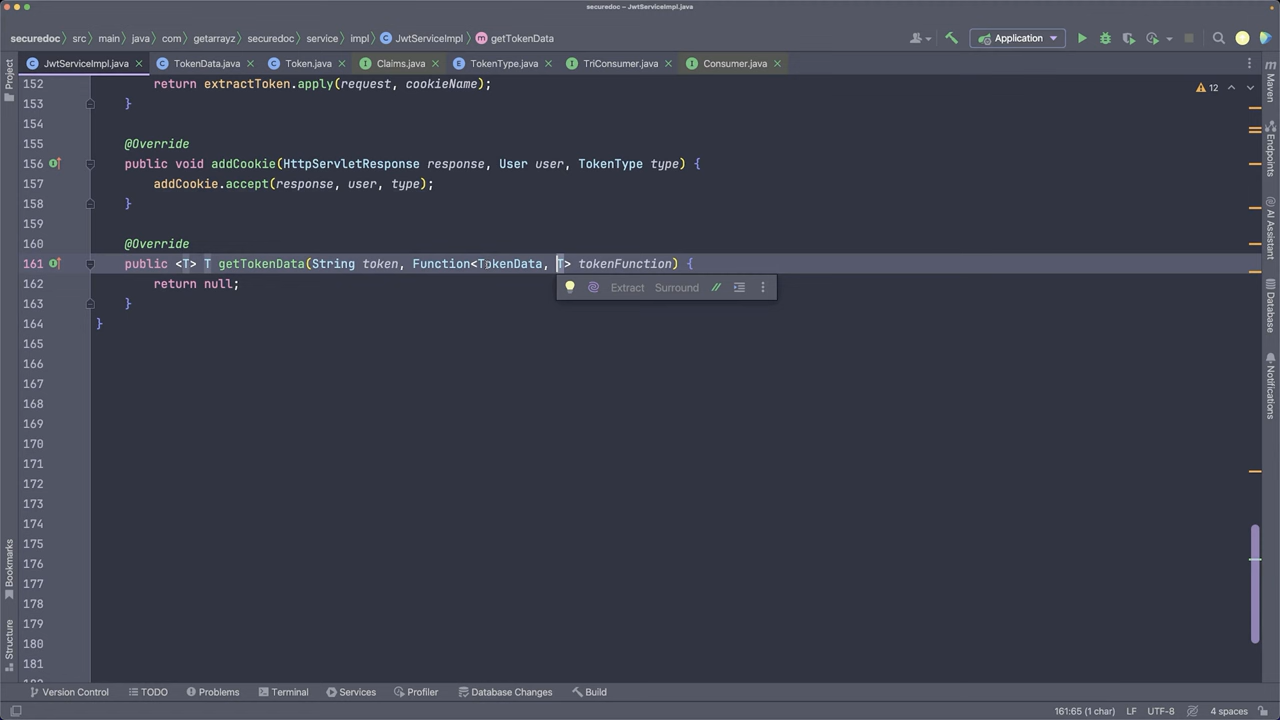 securedoc – JwtServiceImpl.java
securedoc src main java com getarrayz securedoc service impl JwtServiceImpl getTokenData Application
JwtServiceImpl.java TokenData.java Token.java Claims.java TokenType.java TriConsumer.java Consumer.java
Project
Maven
Endpoints
AI Assistant
Database
Notifications
Bookmarks
Structure
12
152 return extractToken.apply(request, cookieName);
153 }
154
155 @Override
156 public void addCookie(HttpServletResponse response, User user, TokenType type) {
157 addCookie.accept(response, user, type);
158 }
159
160 @Override
161 public <T> T getTokenData(String token, Function<TokenData, T> tokenFunction) {
162 return null;
Extract Surround
163 }
164 }
165
166
167
168
169
170
171
172
173
174
175
176
177
178
179
180
181
Version Control TODO Problems Terminal Services Profiler Database Changes Build
161:65 (1 char) LF UTF-8 4 spaces